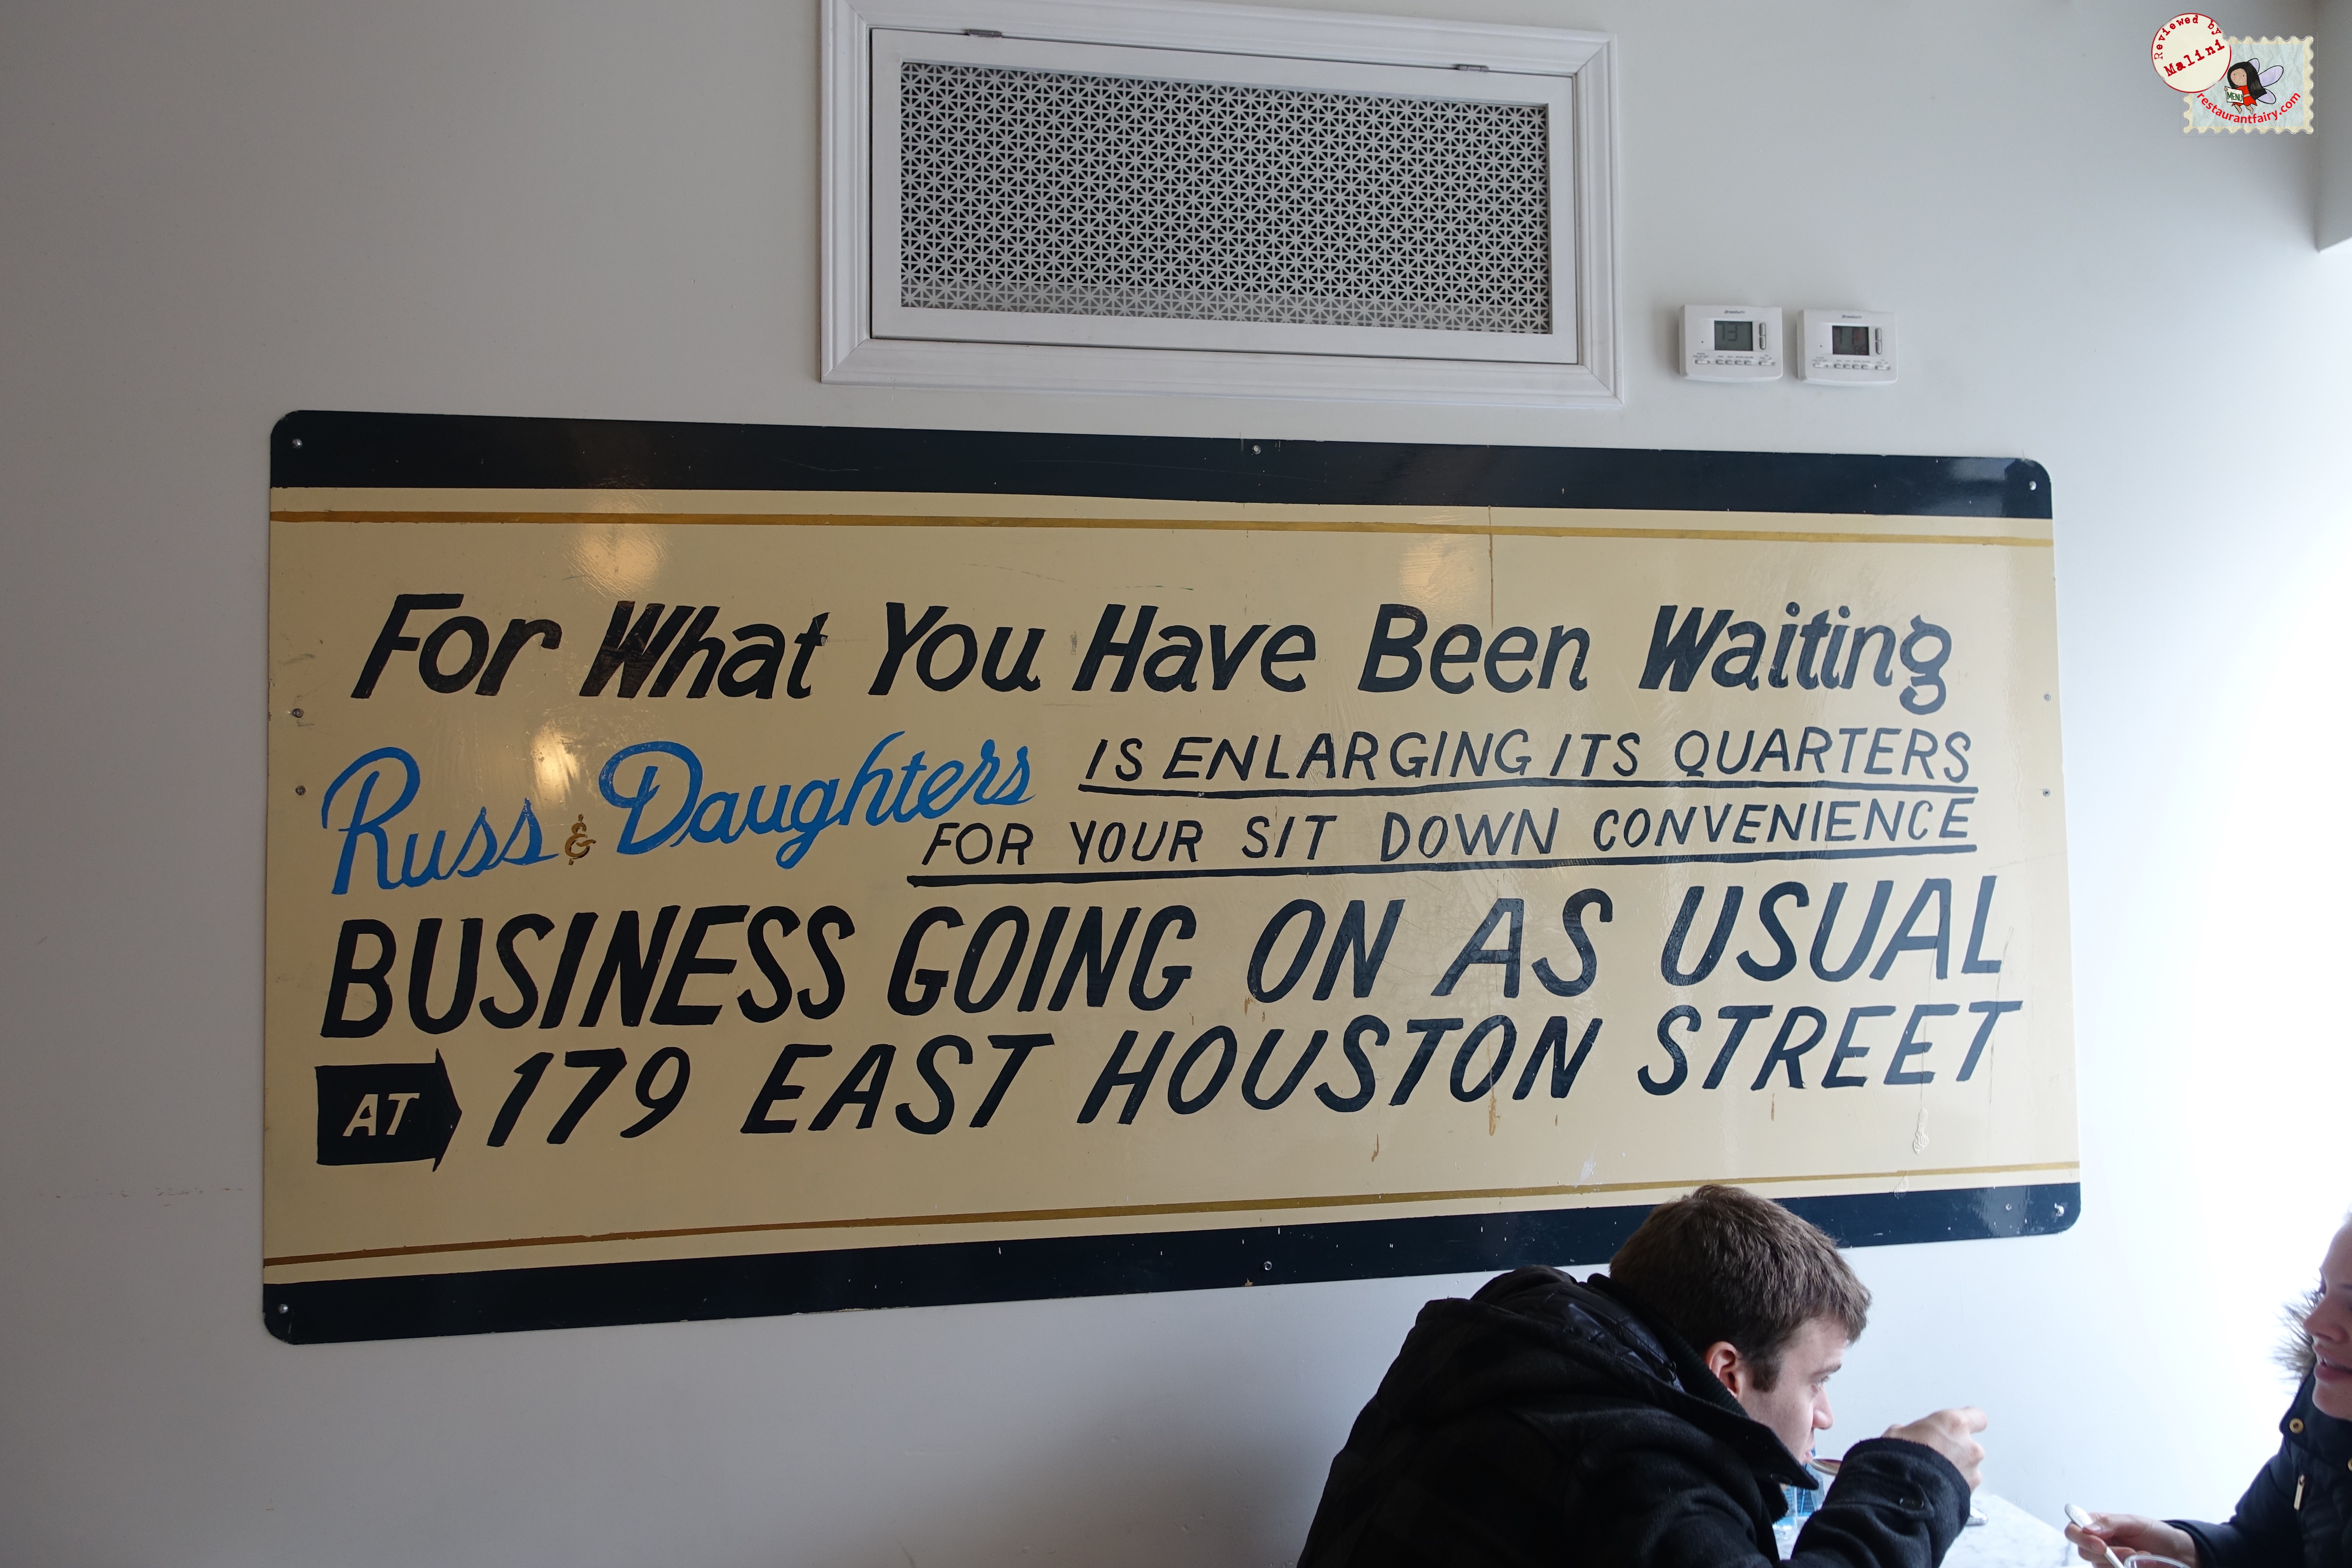 Reviewed by
Malini
MENU
restaurantfairy.com
For What You Have Been Waiting
Russ & Daughters IS ENLARGING ITS QUARTERS
FOR YOUR SIT DOWN CONVENIENCE
BUSINESS GOING ON AS USUAL
AT 179 EAST HOUSTON STREET